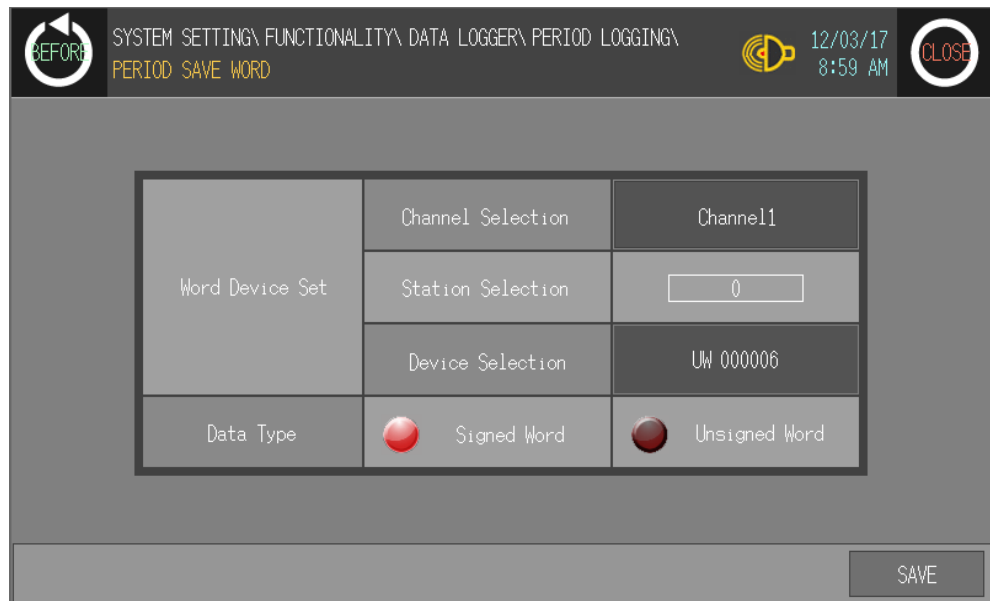 BEFORE
SYSTEM SETTING\ FUNCTIONALITY\ DATA LOGGER\ PERIOD LOGGING\
PERIOD SAVE WORD
12/03/17
8:59 AM
CLOSE
Word Device Set
Channel Selection
Channel1
Station Selection
0
Device Selection
UW 000006
Data Type
Signed Word
Unsigned Word
SAVE